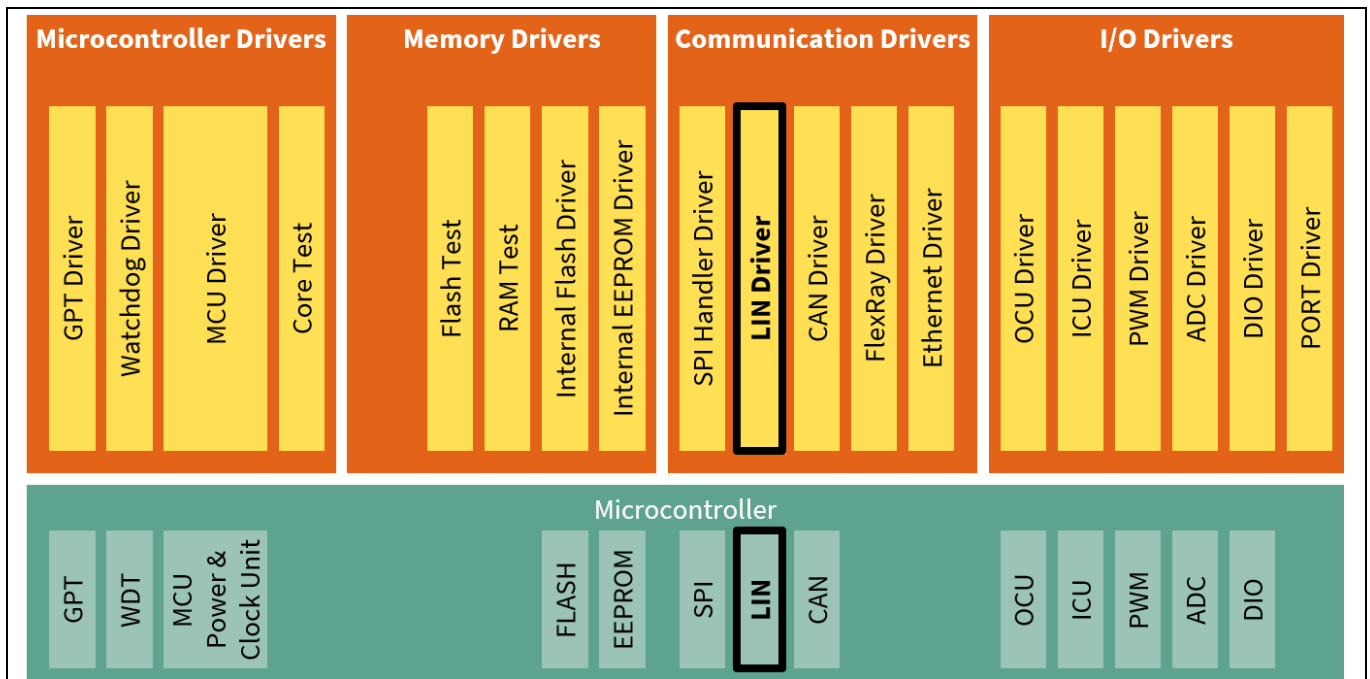 Microcontroller Drivers
GPT Driver
Watchdog Driver
MCU Driver
Core Test
Memory Drivers
Flash Test
RAM Test
Internal Flash Driver
Internal EEPROM Driver
Communication Drivers
SPI Handler Driver
LIN Driver
CAN Driver
FlexRay Driver
Ethernet Driver
I/O Drivers
OCU Driver
ICU Driver
PWM Driver
ADC Driver
DIO Driver
PORT Driver
Microcontroller
GPT
WDT
MCU
Power &
Clock Unit
FLASH
EEPROM
SPI
LIN
CAN
OCU
ICU
PWM
ADC
DIO